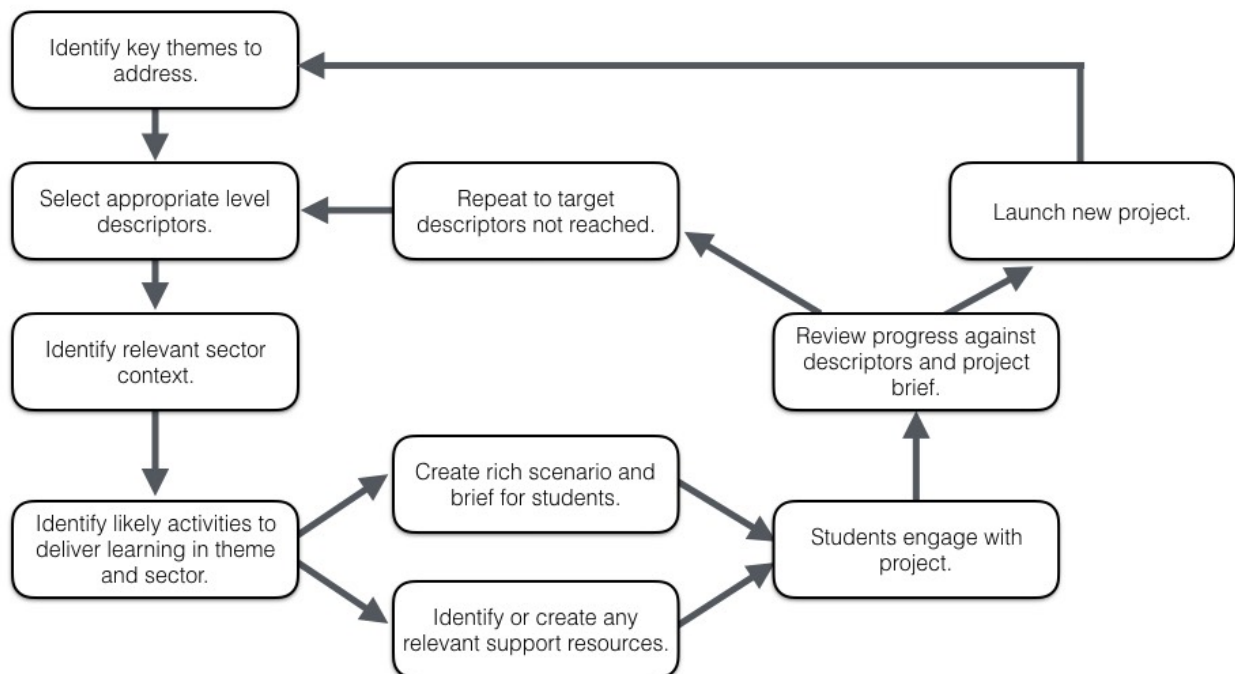 Identify key themes to
address.
Select appropriate level
descriptors.
Repeat to target
descriptors not reached.
Launch new project.
Identify relevant sector
context.
Review progress against
descriptors and project
brief.
Identify likely activities to
deliver learning in theme
and sector.
Create rich scenario and
brief for students.
Students engage with
project.
Identify or create any
relevant support resources.